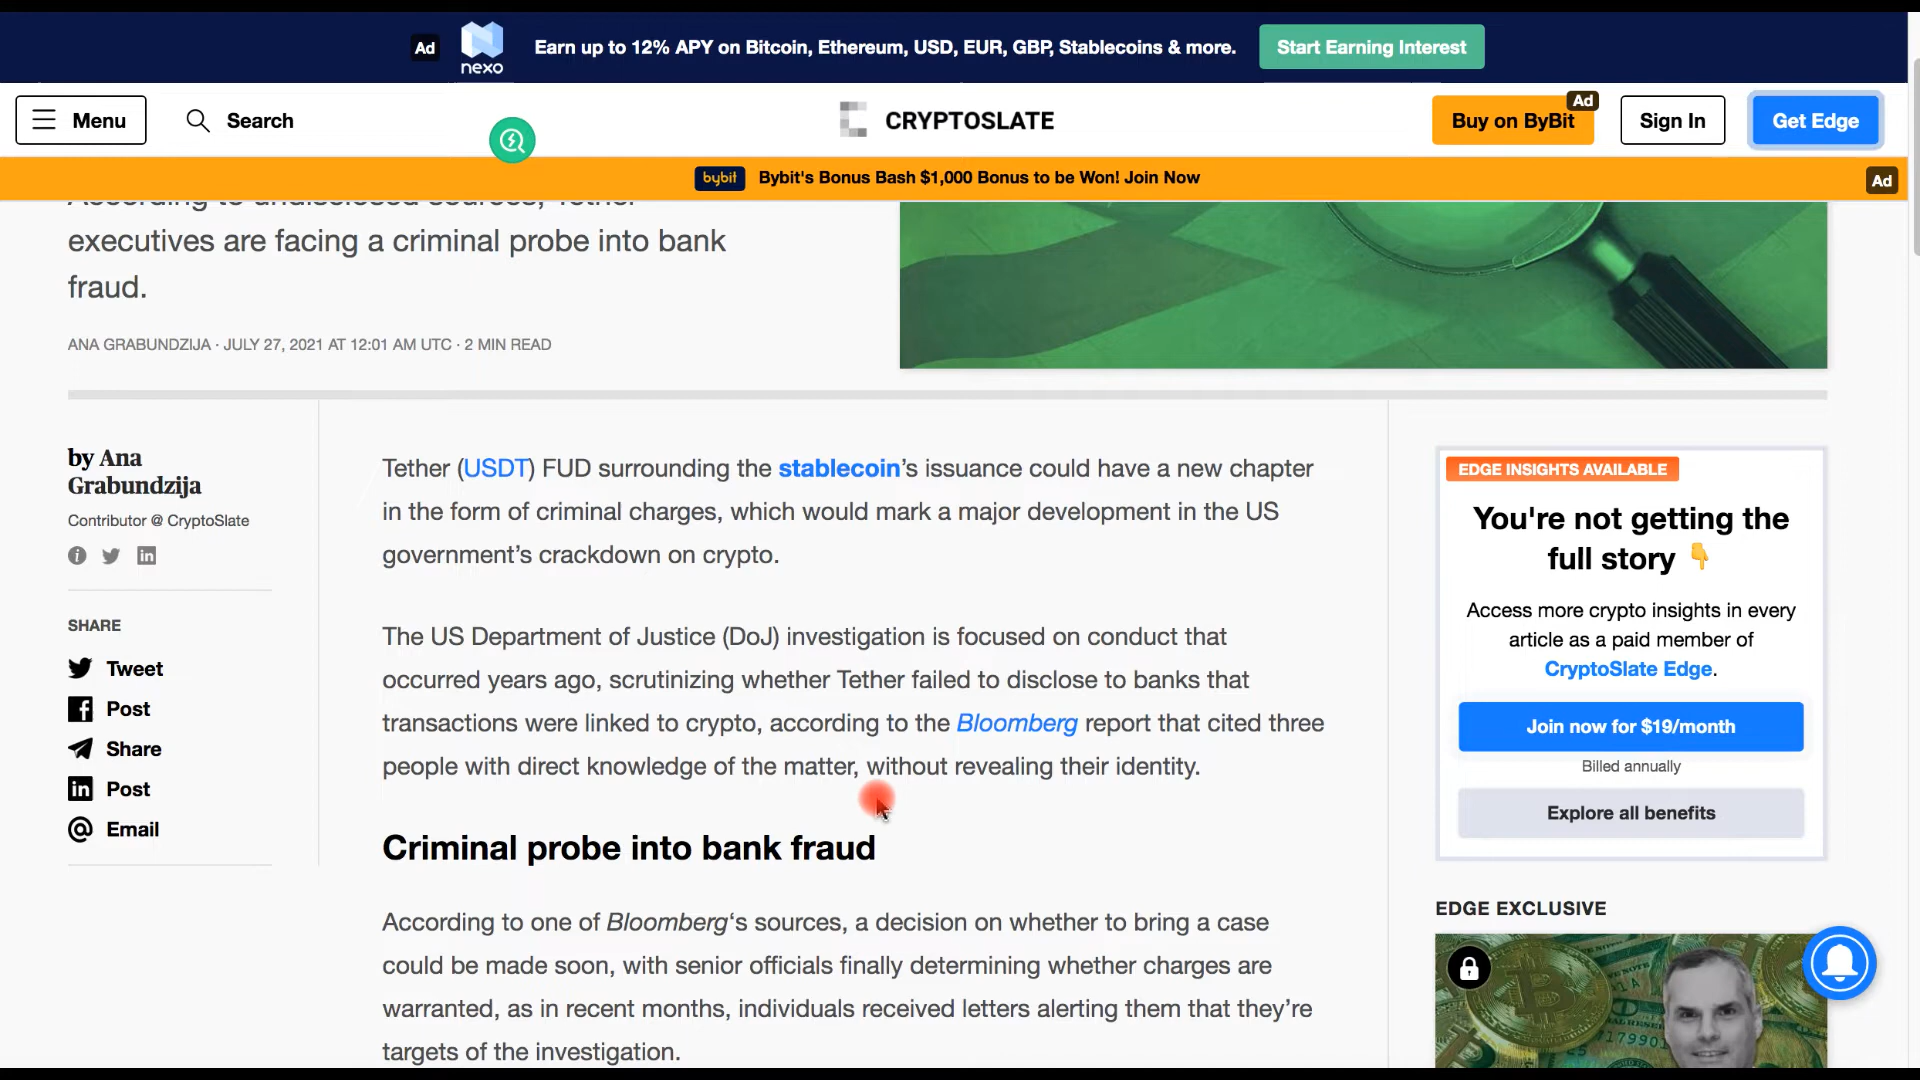 Ad
nexo
Earn up to 12% APY on Bitcoin, Ethereum, USD, EUR, GBP, Stablecoins & more.
Start Earning Interest
Menu
Search
CRYPTOSLATE
Buy on ByBit
Ad
Sign In
Get Edge
bybit
Bybit's Bonus Bash $1,000 Bonus to be Won! Join Now
Ad
According to undisclosed sources, Tether
executives are facing a criminal probe into bank
fraud.
ANA GRABUNDZIJA · JULY 27, 2021 AT 12:01 AM UTC · 2 MIN READ
by Ana
Grabundzija
Contributor @ CryptoSlate
SHARE
Tweet
Post
Share
Post
Email
Tether (USDT) FUD surrounding the stablecoin’s issuance could have a new chapter
in the form of criminal charges, which would mark a major development in the US
government’s crackdown on crypto.
The US Department of Justice (DoJ) investigation is focused on conduct that
occurred years ago, scrutinizing whether Tether failed to disclose to banks that
transactions were linked to crypto, according to the Bloomberg report that cited three
people with direct knowledge of the matter, without revealing their identity.
Criminal probe into bank fraud
According to one of Bloomberg‘s sources, a decision on whether to bring a case
could be made soon, with senior officials finally determining whether charges are
warranted, as in recent months, individuals received letters alerting them that they’re
targets of the investigation.
EDGE INSIGHTS AVAILABLE
You're not getting the
full story 👇
Access more crypto insights in every
article as a paid member of
CryptoSlate Edge.
Join now for $19/month
Billed annually
Explore all benefits
EDGE EXCLUSIVE